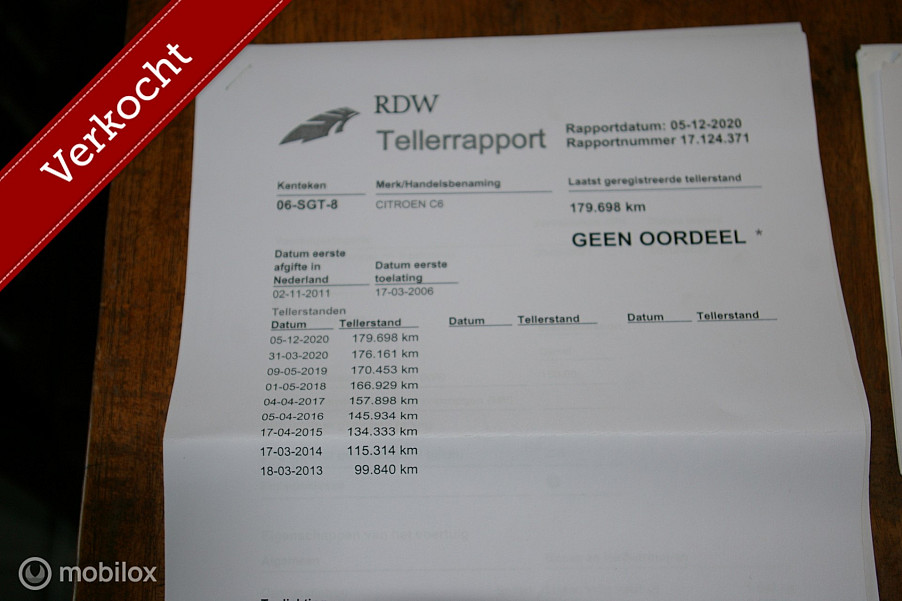 Verkocht
RDW
Tellerrapport
Rapportdatum: 05-12-2020
Rapportnummer 17.124.371
Kenteken Merk/Handelsbenaming Laatst geregistreerde tellerstand
06-SGT-8 CITROEN C6 179.698 km
GEEN OORDEEL *
Datum eerste
afgifte in Datum eerste
Nederland toelating
02-11-2011 17-03-2006
Tellerstanden
Datum Tellerstand Datum Tellerstand Datum Tellerstand
05-12-2020 179.698 km
31-03-2020 176.161 km
09-05-2019 170.453 km
01-05-2018 166.929 km
04-04-2017 157.898 km
05-04-2016 145.934 km
17-04-2015 134.333 km
17-03-2014 115.314 km
18-03-2013 99.840 km
mobilox